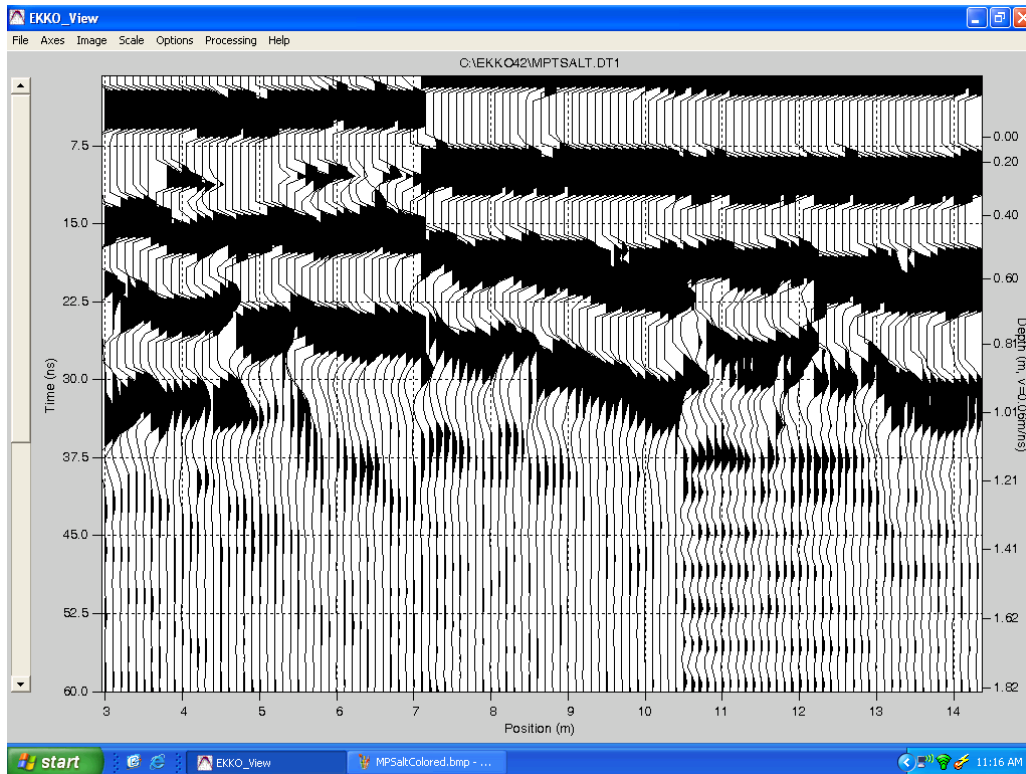 EKKO_View
File Axes Image Scale Options Processing Help
C:\EKKO42\MPTSALT.DT1
7.5
15.0
22.5
30.0
37.5
45.0
52.5
60.0
Time (ns)
0.00
0.20
0.40
0.60
0.81
1.01
1.21
1.41
1.62
1.82
Depth (m, v=0.06m/ns)
3 4 5 6 7 8 9 10 11 12 13 14
Position (m)
start EKKO_View MPSaltColored.bmp - ... 11:16 AM